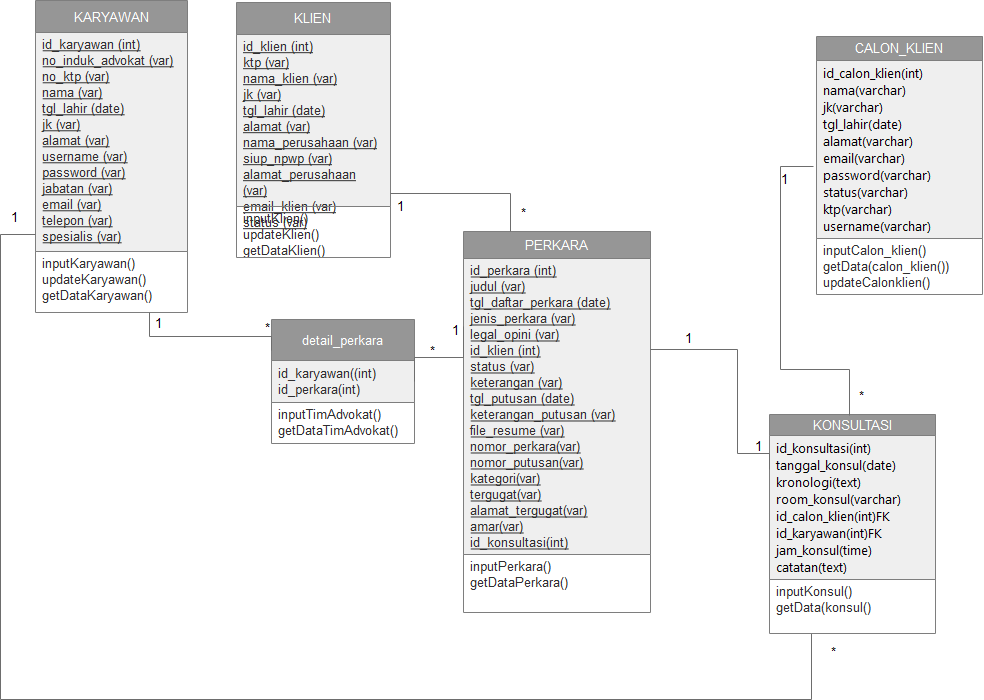 KARYAWAN
id_karyawan (int)
no_induk_advokat (var)
no_ktp (var)
nama (var)
tgl_lahir (date)
jk (var)
alamat (var)
username (var)
password (var)
jabatan (var)
email (var)
telepon (var)
spesialis (var)
inputKaryawan()
updateKaryawan()
getDataKaryawan()
1
1
KLIEN
id_klien (int)
ktp (var)
nama_klien (var)
jk (var)
tgl_lahir (date)
alamat (var)
nama_perusahaan (var)
siup_npwp (var)
alamat_perusahaan
(var)
email_klien (var)
status (var)
inputKlien()
updateKlien()
getDataKlien()
1
*
detail_perkara
id_karyawan((int)
id_perkara(int)
inputTimAdvokat()
getDataTimAdvokat()
*
*
1
PERKARA
id_perkara (int)
judul (var)
tgl_daftar_perkara (date)
jenis_perkara (var)
legal_opini (var)
id_klien (int)
status (var)
keterangan (var)
tgl_putusan (date)
keterangan_putusan (var)
file_resume (var)
nomor_perkara(var)
nomor_putusan(var)
kategori(var)
tergugat(var)
alamat_tergugat(var)
amar(var)
id_konsultasi(int)
inputPerkara()
getDataPerkara()
1
1
CALON_KLIEN
id_calon_klien(int)
nama(varchar)
jk(varchar)
tgl_lahir(date)
alamat(varchar)
email(varchar)
password(varchar)
status(varchar)
ktp(varchar)
username(varchar)
inputCalon_klien()
getData(calon_klien())
updateCalonklien()
1
*
KONSULTASI
id_konsultasi(int)
tanggal_konsul(date)
kronologi(text)
room_konsul(varchar)
id_calon_klien(int)FK
id_karyawan(int)FK
jam_konsul(time)
catatan(text)
inputKonsul()
getData(konsul()
*